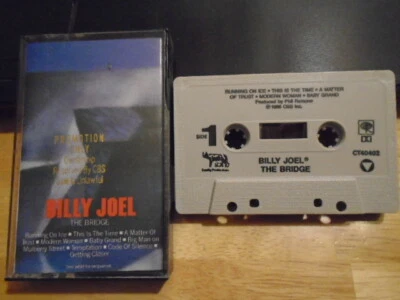 PROMOTION
ONLY
BILLY JOEL
THE BRIDGE
Running On Ice • This Is The Time • A Matter Of
Trust • Modern Woman • Baby Grand • Big Man on
Mulberry Street • Temptation • Code Of Silence •
Getting Closer
RUNNING ON ICE • THIS IS THE TIME • A MATTER
OF TRUST • MODERN WOMAN • BABY GRAND
Produced by Phil Ramone
℗ 1986 CBS Inc.
SIDE 1
BILLY JOEL®
THE BRIDGE
CT40402